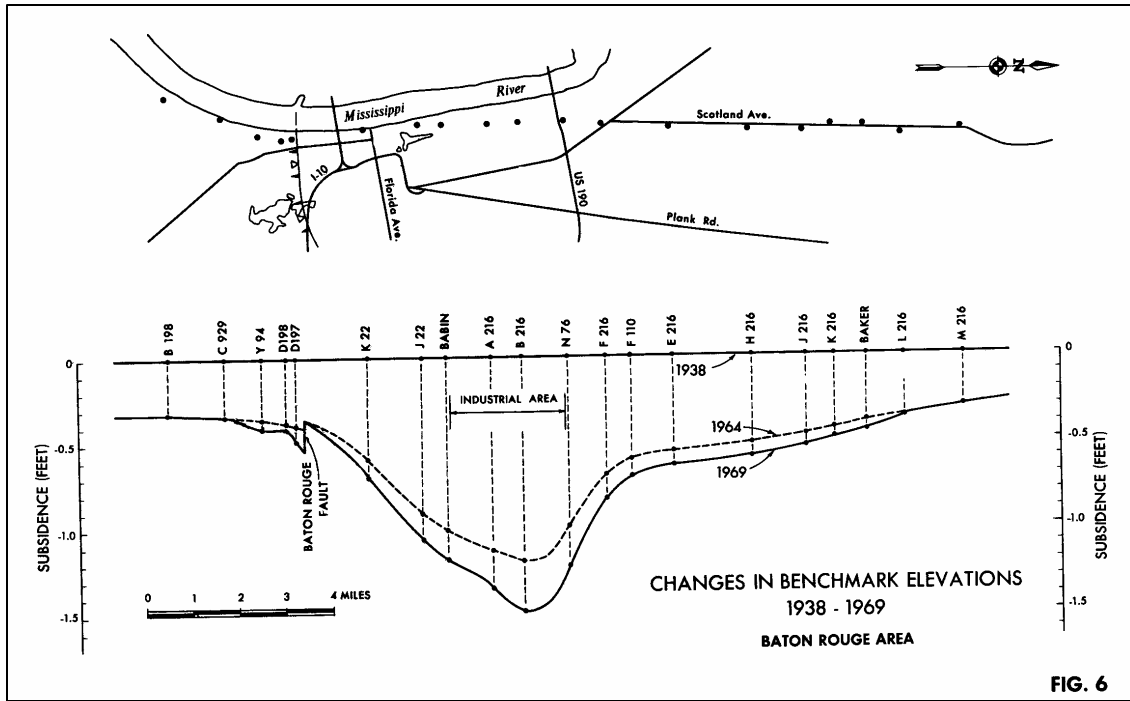 Mississippi River
N
Scotland Ave.
I-10
Florida Ave.
US 190
Plank Rd.
B 198
C 929
Y 94
D198
D197
K 22
J 22
BABIN
A 216
B 216
N 76
F 216
F 110
E 216
H 216
J 216
K 216
BAKER
L 216
M 216
0
-0.5
-1.0
-1.5
SUBSIDENCE (FEET)
1938
INDUSTRIAL AREA
1964
1969
BATON ROUGE
FAULT
0
-0.5
-1.0
-1.5
SUBSIDENCE (FEET)
0 1 2 3 4 MILES
CHANGES IN BENCHMARK ELEVATIONS
1938 - 1969
BATON ROUGE AREA
FIG. 6